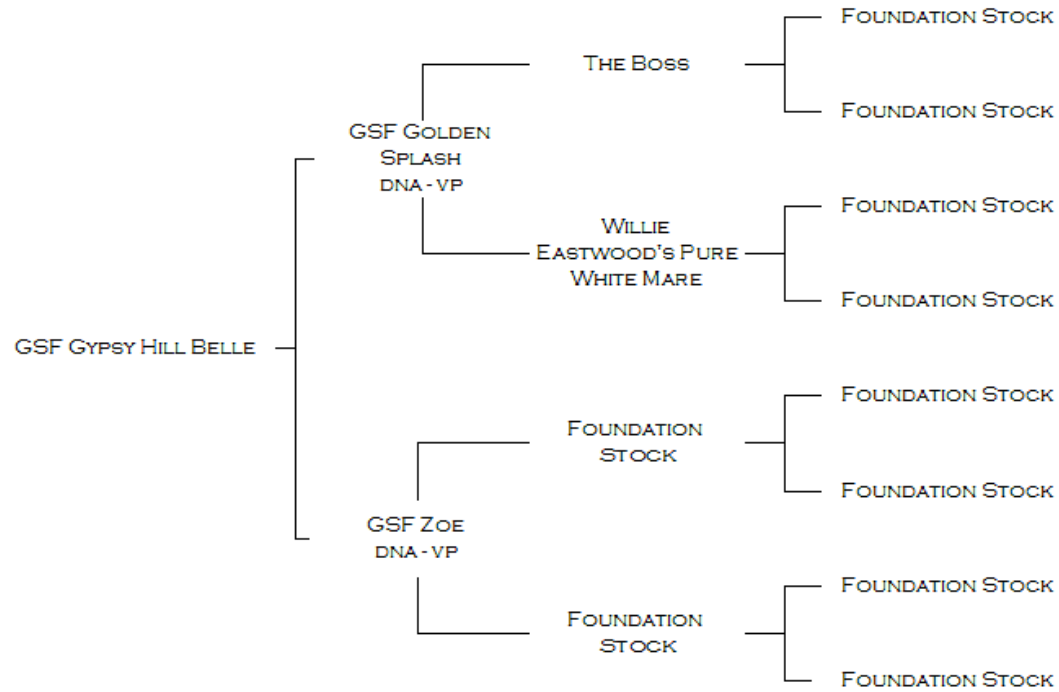 Foundation Stock
The Boss
Foundation Stock
GSF Golden
Splash
DNA - VP
Foundation Stock
Willie
Eastwood's Pure
White Mare
Foundation Stock
GSF Gypsy Hill Belle
Foundation Stock
Foundation
Stock
Foundation Stock
GSF Zoe
DNA - VP
Foundation Stock
Foundation
Stock
Foundation Stock